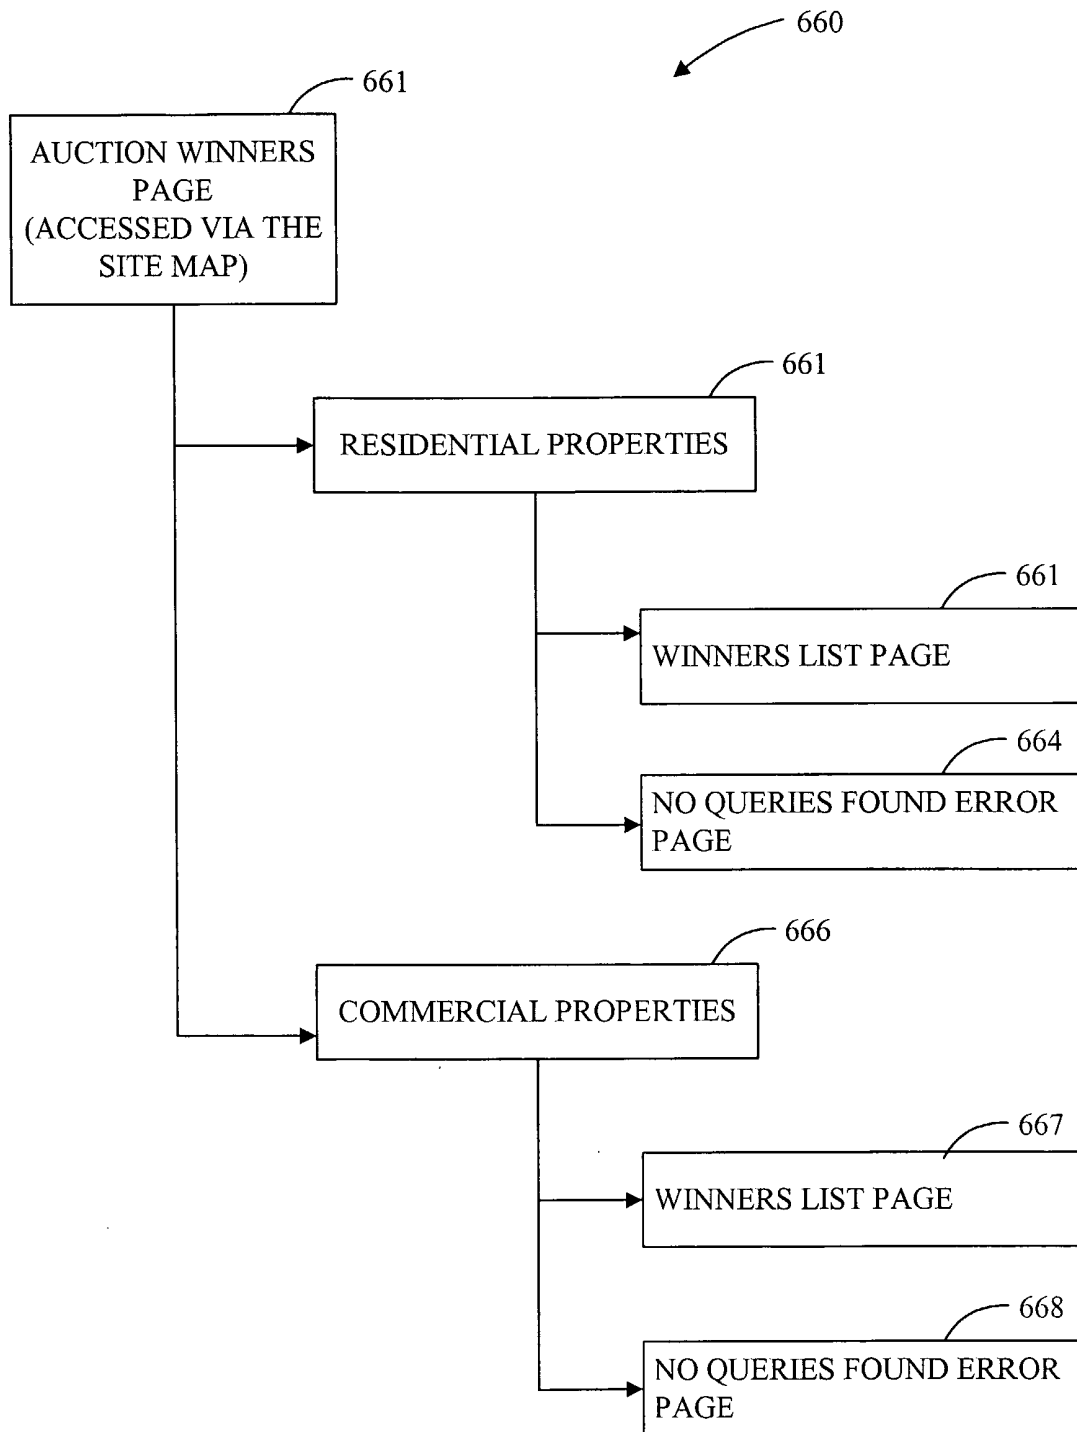 660
661
AUCTION WINNERS
PAGE
(ACCESSED VIA THE
SITE MAP)
661
RESIDENTIAL PROPERTIES
661
WINNERS LIST PAGE
664
NO QUERIES FOUND ERROR
PAGE
666
COMMERCIAL PROPERTIES
667
WINNERS LIST PAGE
668
NO QUERIES FOUND ERROR
PAGE